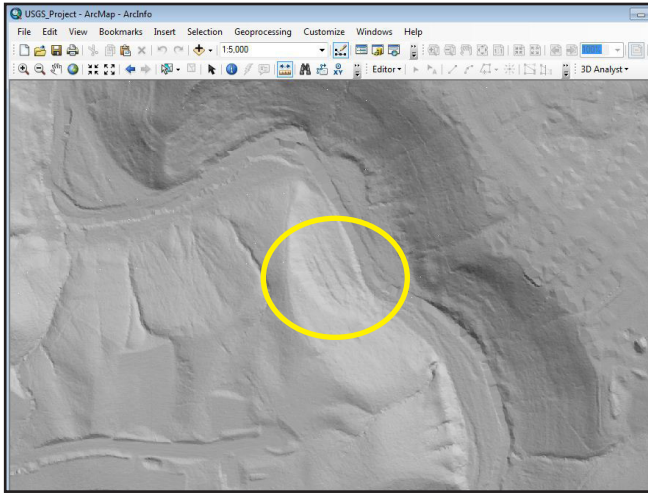 USGS_Project - ArcMap - ArcInfo
File Edit View Bookmarks Insert Selection Geoprocessing Customize Windows Help
1:5,000
Editor
3D Analyst